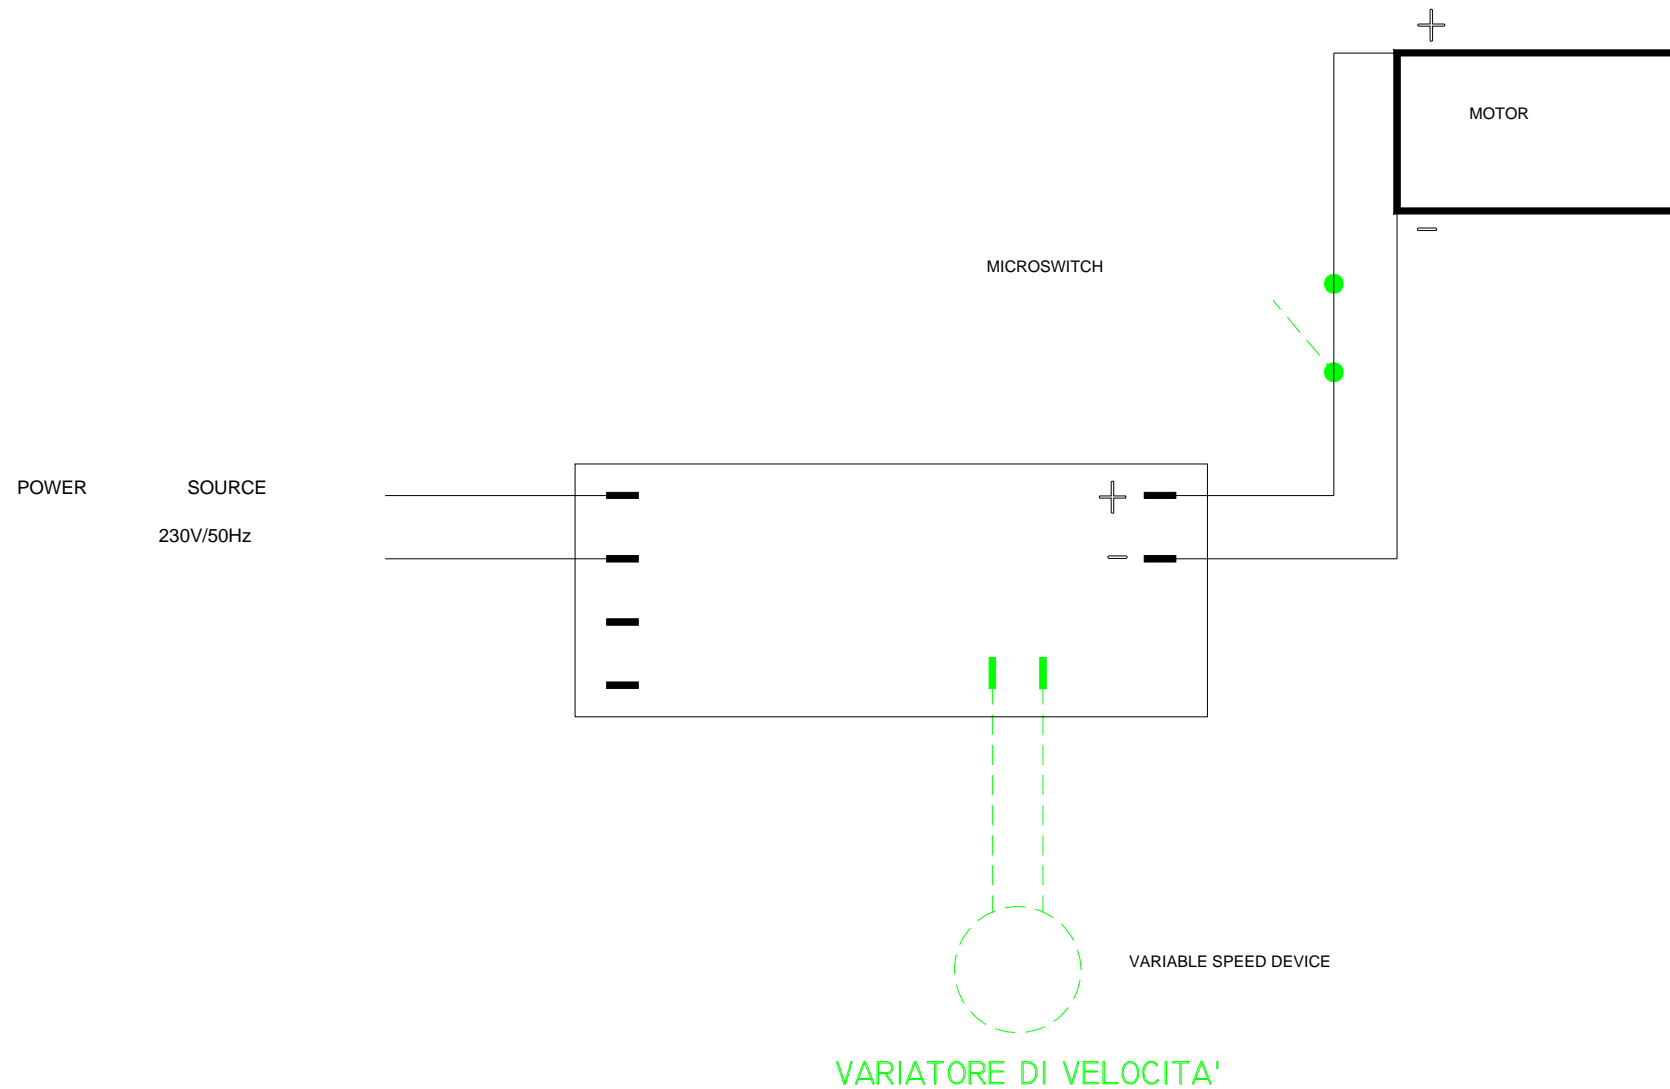 +
MOTOR
-
MICROSWITCH
POWER SOURCE
+
230V/50Hz
-
VARIABLE SPEED DEVICE
VARIATORE DI VELOCITA'